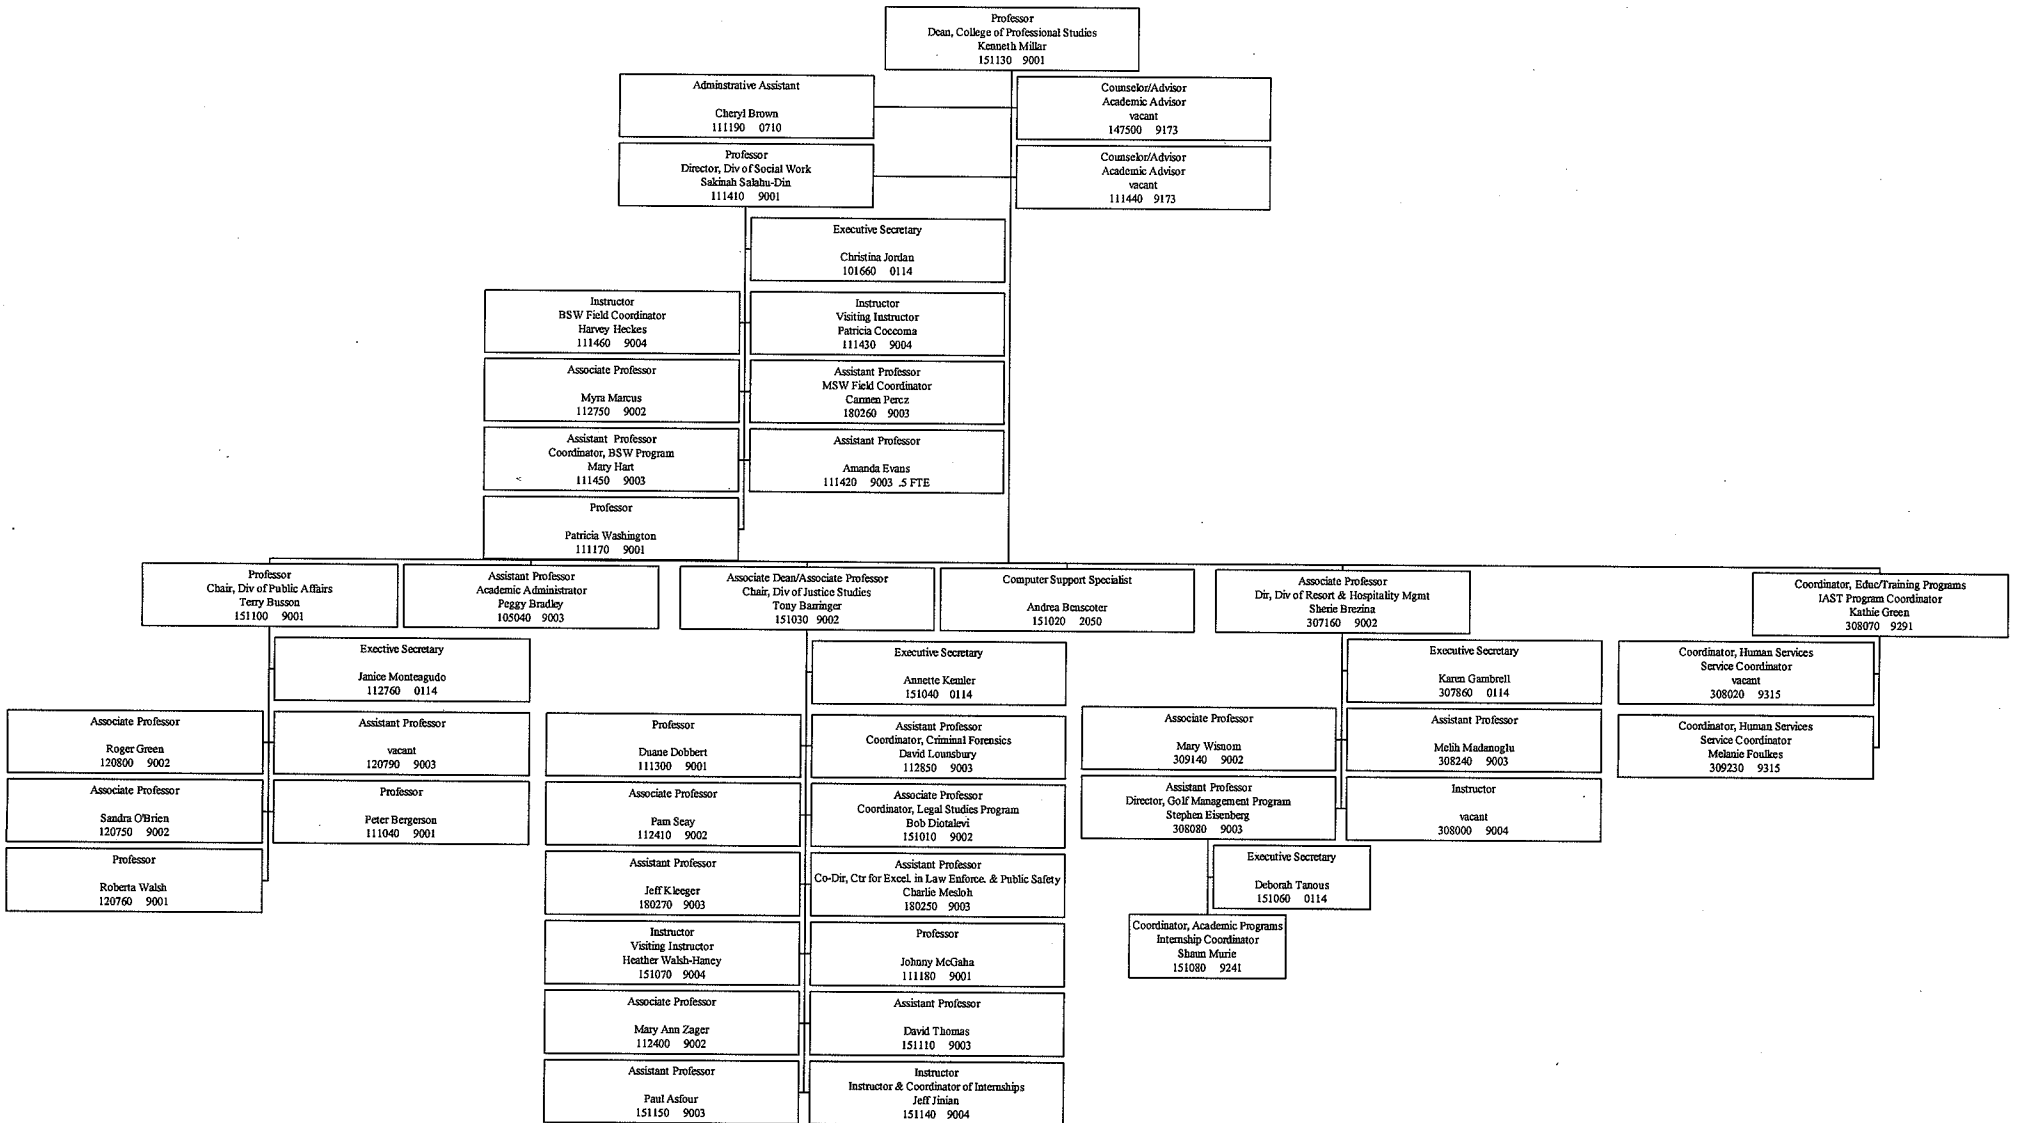 Professor
Dean, College of Professional Studies
Kenneth Millar
151130 9001
Adminstrative Assistant
Cheryl Brown
111190 0710
Counselor/Advisor
Academic Advisor
vacant
147500 9173
Professor
Director, Div of Social Work
Sakinah Salahu-Din
111410 9001
Counselor/Advisor
Academic Advisor
vacant
111440 9173
Executive Secretary
Christina Jordan
101660 0114
Instructor
BSW Field Coordinator
Harvey Heckes
111460 9004
Instructor
Visiting Instructor
Patricia Coccoma
111430 9004
Associate Professor
Myra Marcus
112750 9002
Assistant Professor
MSW Field Coordinator
Carmen Perez
180260 9003
Assistant Professor
Coordinator, BSW Program
Mary Hart
111450 9003
Assistant Professor
Amanda Evans
111420 9003 .5 FTE
Professor
Patricia Washington
111170 9001
Professor
Chair, Div of Public Affairs
Terry Busson
151100 9001
Assistant Professor
Academic Administrator
Peggy Bradley
105040 9003
Associate Dean/Associate Professor
Chair, Div of Justice Studies
Tony Barringer
151030 9002
Computer Support Specialist
Andrea Benscoter
151020 2050
Associate Professor
Dir, Div of Resort & Hospitality Mgmt
Sherie Brezina
307160 9002
Coordinator, Educ/Training Programs
IAST Program Coordinator
Kathie Green
308070 9291
Exective Secretary
Janice Monteagudo
112760 0114
Associate Professor
Roger Green
120800 9002
Assistant Professor
vacant
120790 9003
Associate Professor
Sandra O'Brien
120750 9002
Professor
Peter Bergerson
111040 9001
Professor
Roberta Walsh
120760 9001
Executive Secretary
Annette Kemler
151040 0114
Professor
Duane Dobbert
111300 9001
Assistant Professor
Coordinator, Criminal Forensics
David Lounsbury
112850 9003
Associate Professor
Pam Seay
112410 9002
Associate Professor
Coordinator, Legal Studies Program
Bob Diotalevi
151010 9002
Assistant Professor
Jeff Kleeger
180270 9003
Assistant Professor
Co-Dir, Ctr for Excel. in Law Enforce. & Public Safety
Charlie Mesloh
180250 9003
Instructor
Visiting Instructor
Heather Walsh-Haney
151070 9004
Professor
Johnny McGaha
111180 9001
Associate Professor
Mary Ann Zager
112400 9002
Assistant Professor
David Thomas
151110 9003
Assistant Professor
Paul Asfour
151150 9003
Instructor
Instructor & Coordinator of Internships
Jeff Jinian
151140 9004
Executive Secretary
Karen Gambrell
307860 0114
Associate Professor
Mary Wisnom
309140 9002
Assistant Professor
Melih Madanoglu
308240 9003
Assistant Professor
Director, Golf Management Program
Stephen Eisenberg
308080 9003
Instructor
vacant
308000 9004
Executive Secretary
Deborah Tanous
151060 0114
Coordinator, Academic Programs
Internship Coordinator
Shaun Murie
151080 9241
Coordinator, Human Services
Service Coordinator
vacant
308020 9315
Coordinator, Human Services
Service Coordinator
Melanie Foulkes
309230 9315